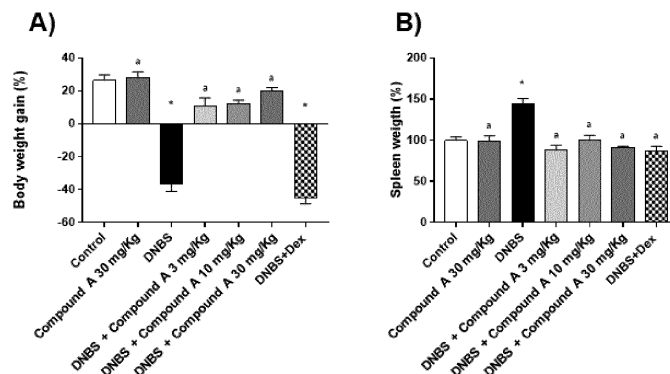 A)
Body weight gain (%)
40
20
0
-20
-40
-60
a
*
a
a
a
*
Control
Compound A 30 mg/Kg
DNBS
DNBS + Compound A 3 mg/Kg
DNBS + Compound A 10 mg/Kg
DNBS + Compound A 30 mg/Kg
DNBS+Dex
B)
Spleen weigth (%)
200
150
100
50
0
a
*
a
a
a
a
Control
Compound A 30 mg/Kg
DNBS
DNBS + Compound A 3 mg/Kg
DNBS + Compound A 10 mg/Kg
DNBS + Compound A 30 mg/Kg
DNBS+Dex